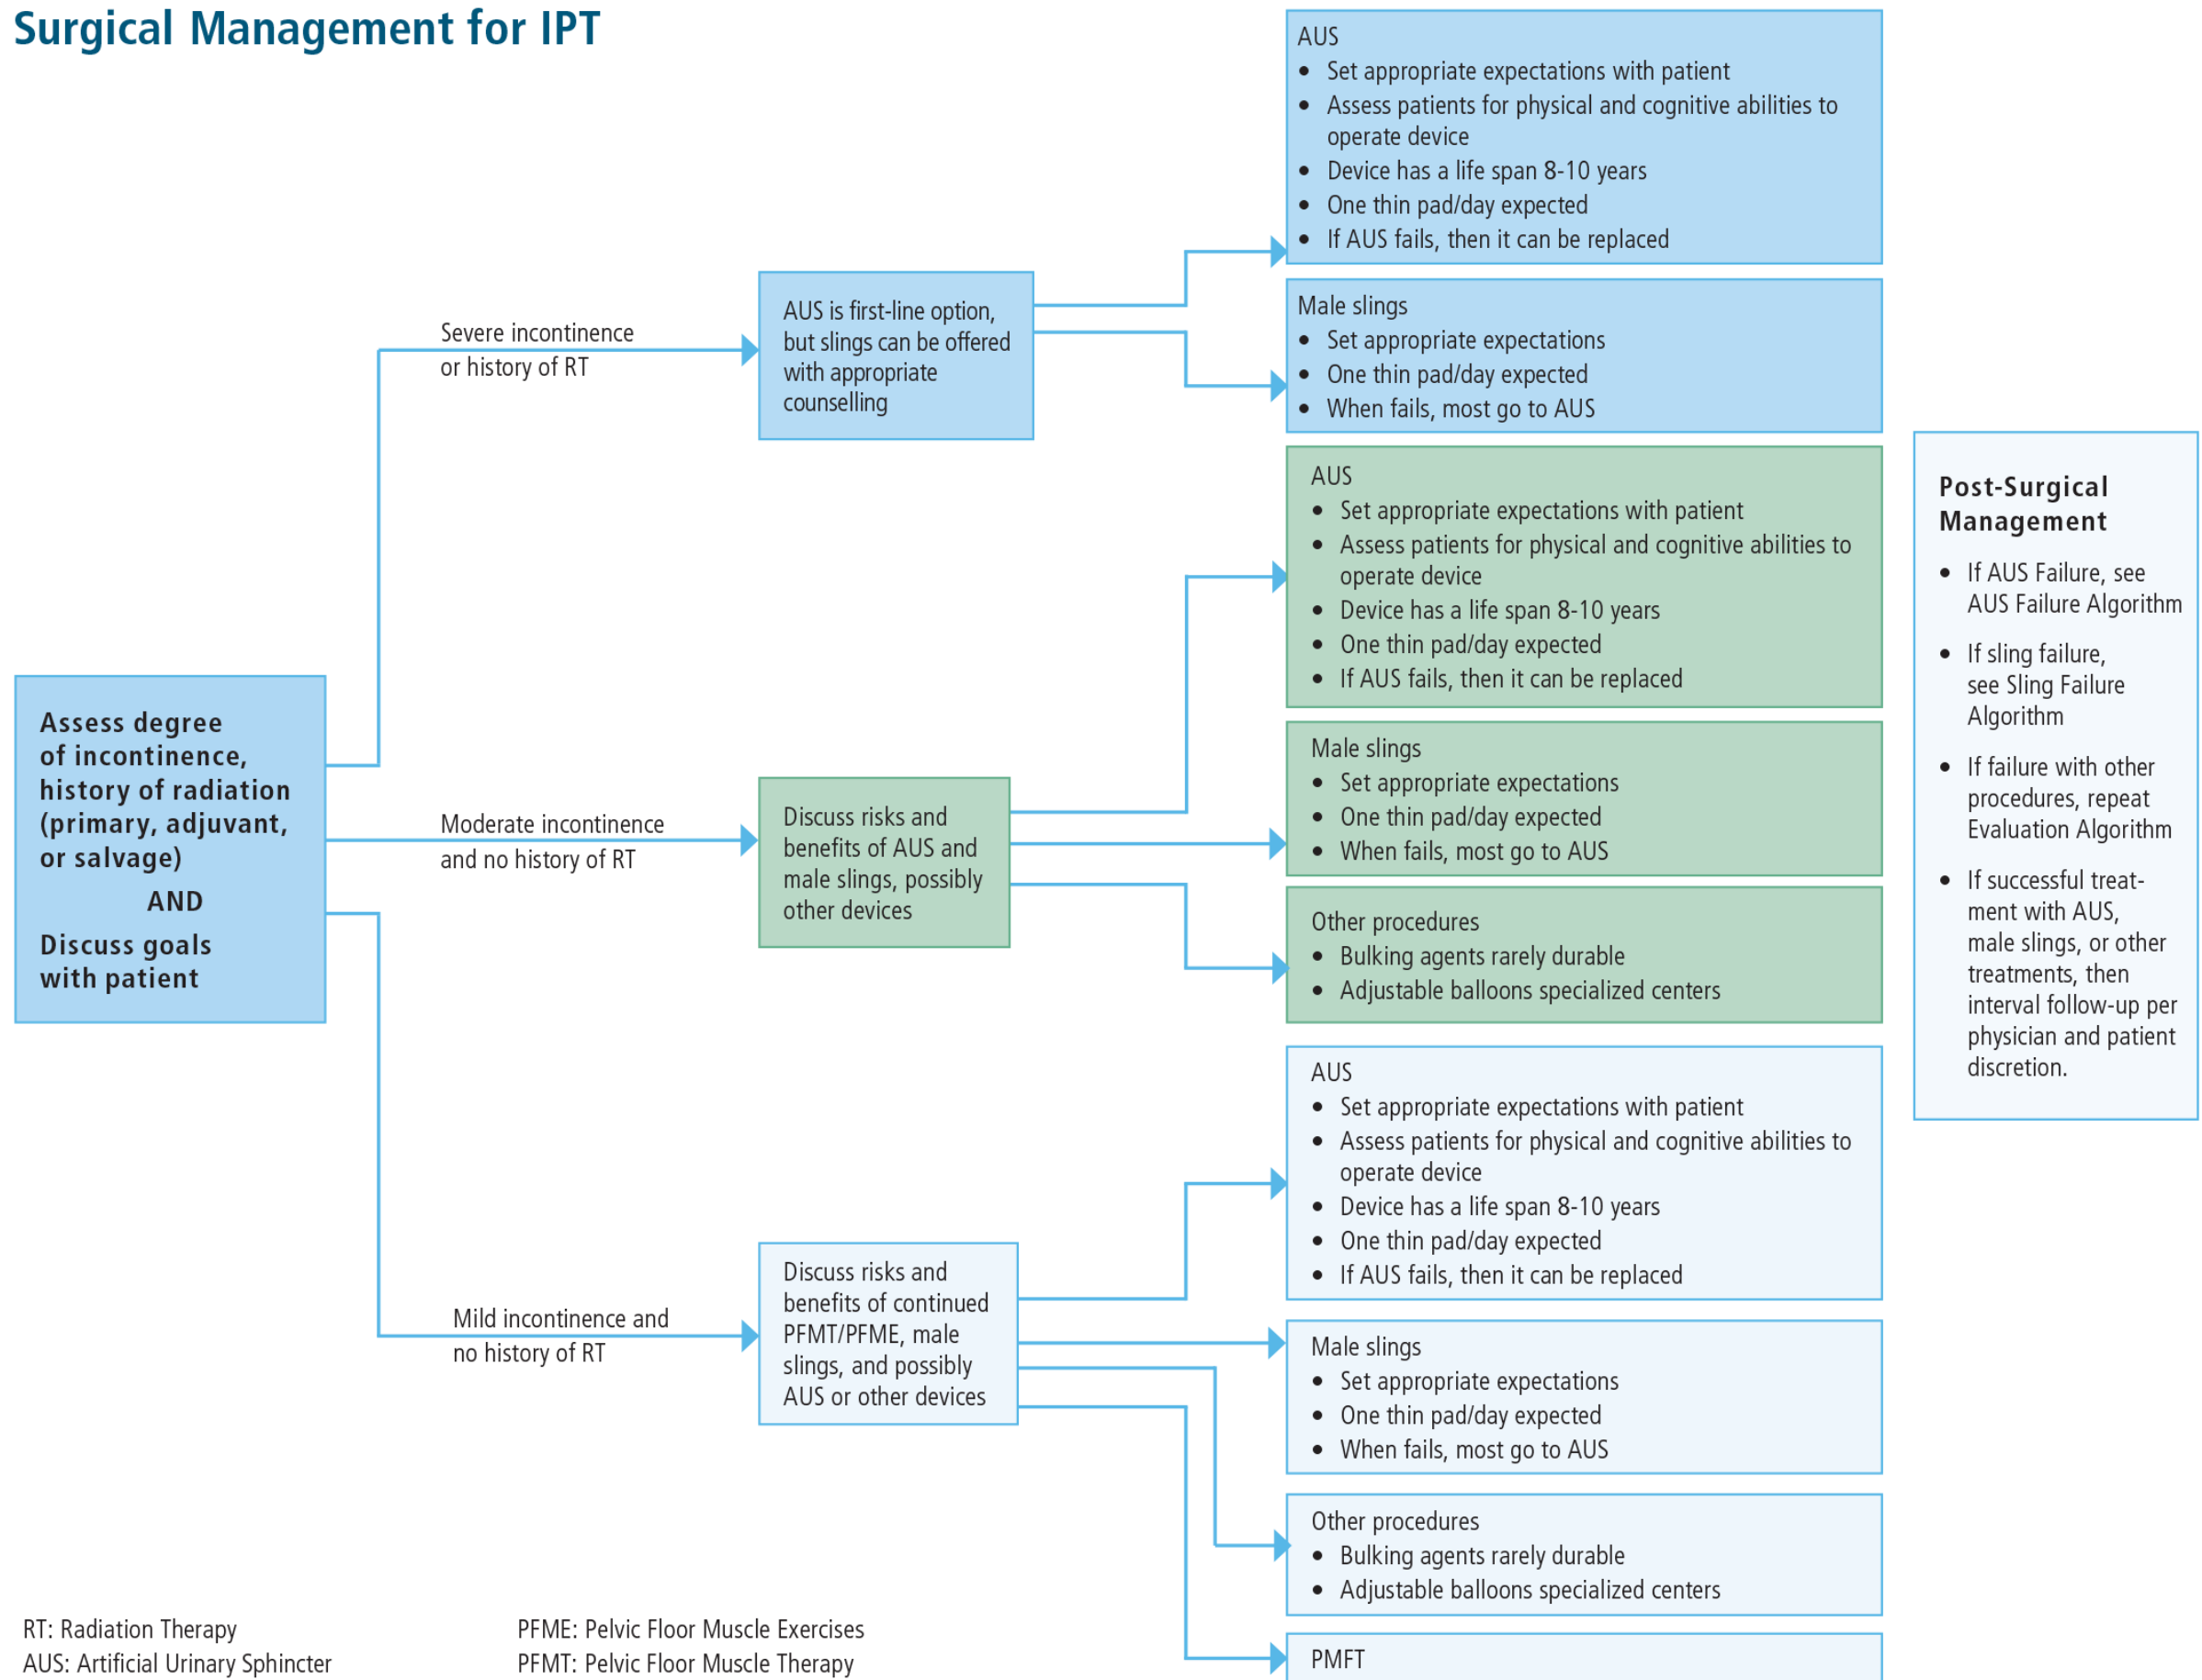 Surgical Management for IPT
Assess degree
of incontinence,
history of radiation
(primary, adjuvant,
or salvage)
AND
Discuss goals
with patient
Severe incontinence
or history of RT
AUS is first-line option,
but slings can be offered
with appropriate
counselling
AUS
• Set appropriate expectations with patient
• Assess patients for physical and cognitive abilities to
operate device
• Device has a life span 8-10 years
• One thin pad/day expected
• If AUS fails, then it can be replaced
Male slings
• Set appropriate expectations
• One thin pad/day expected
• When fails, most go to AUS
Moderate incontinence
and no history of RT
Discuss risks and
benefits of AUS and
male slings, possibly
other devices
AUS
• Set appropriate expectations with patient
• Assess patients for physical and cognitive abilities to
operate device
• Device has a life span 8-10 years
• One thin pad/day expected
• If AUS fails, then it can be replaced
Male slings
• Set appropriate expectations
• One thin pad/day expected
• When fails, most go to AUS
Other procedures
• Bulking agents rarely durable
• Adjustable balloons specialized centers
Mild incontinence and
no history of RT
Discuss risks and
benefits of continued
PFMT/PFME, male
slings, and possibly
AUS or other devices
AUS
• Set appropriate expectations with patient
• Assess patients for physical and cognitive abilities to
operate device
• Device has a life span 8-10 years
• One thin pad/day expected
• If AUS fails, then it can be replaced
Male slings
• Set appropriate expectations
• One thin pad/day expected
• When fails, most go to AUS
Other procedures
• Bulking agents rarely durable
• Adjustable balloons specialized centers
PMFT
Post-Surgical
Management
• If AUS Failure, see
AUS Failure Algorithm
• If sling failure,
see Sling Failure
Algorithm
• If failure with other
procedures, repeat
Evaluation Algorithm
• If successful treat-
ment with AUS,
male slings, or other
treatments, then
interval follow-up per
physician and patient
discretion.
RT: Radiation Therapy
AUS: Artificial Urinary Sphincter
PFME: Pelvic Floor Muscle Exercises
PFMT: Pelvic Floor Muscle Therapy